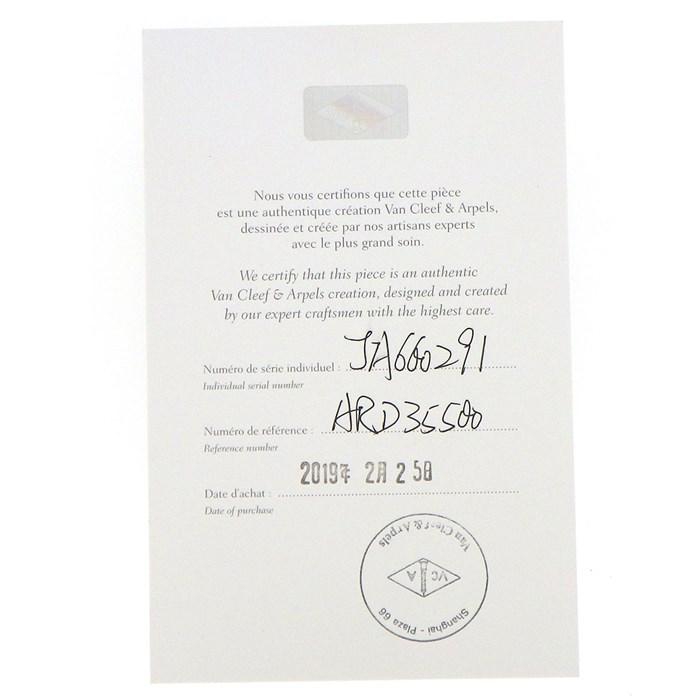 Nous vous certifions que cette pièce
est une authentique création Van Cleef & Arpels,
dessinée et créée par nos artisans experts
avec le plus grand soin.
We certify that this piece is an authentic
Van Cleef & Arpels creation, designed and created
by our expert craftsmen with the highest care.
Numéro de série individuel : JA600291
Individual serial number
Numéro de référence : ARD35500
Reference number
2019年 2月 25日
Date d'achat :
Date of purchase
Van Cleef & Arpels
VC A
Shanghai - Plaza 66